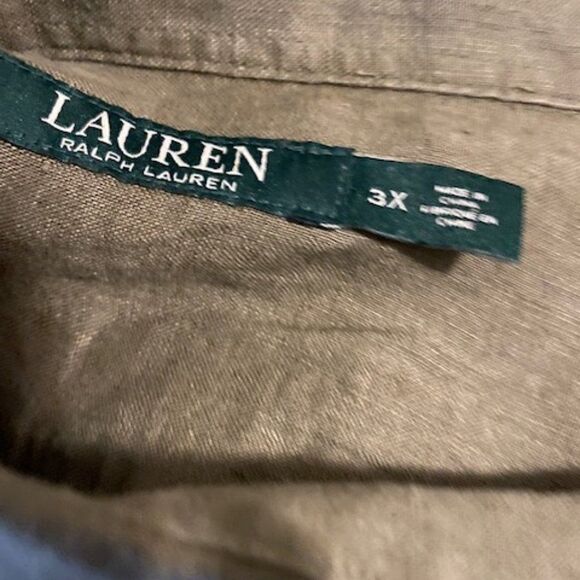 LAUREN
RALPH LAUREN
3X
MADE IN
CHINA